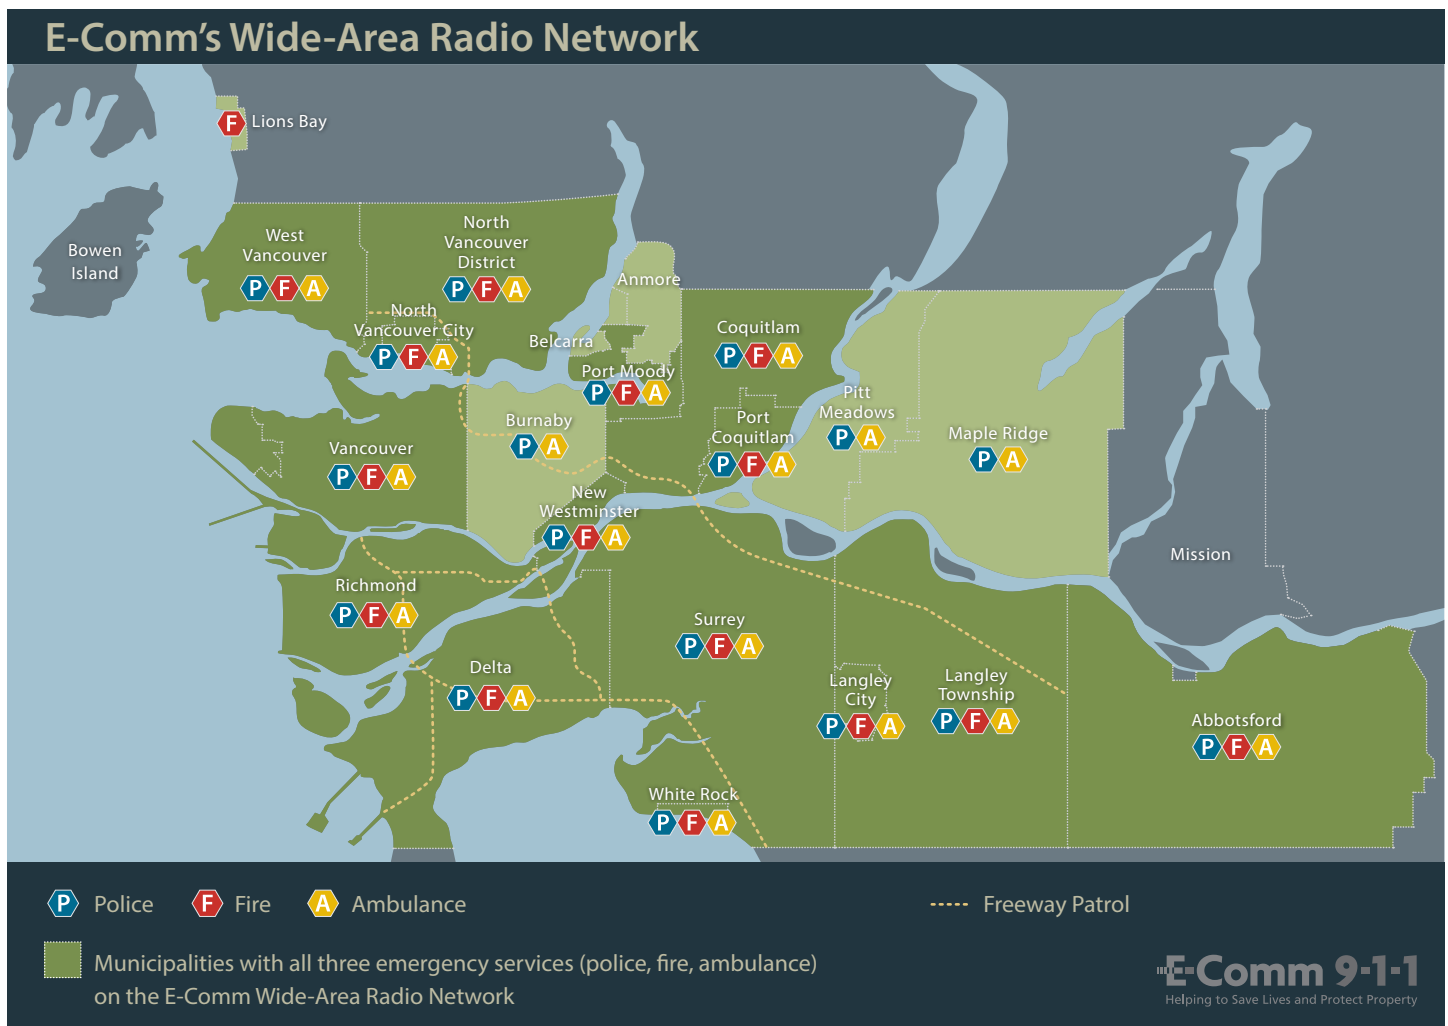 E-Comm's Wide-Area Radio Network
F Lions Bay
Bowen
Island
West
Vancouver
P F A
North
Vancouver
District
P F A
North
Vancouver City
P F A
Anmore
Belcarra
Port Moody
P F A
Coquitlam
P F A
Port
Coquitlam
P F A
Pitt
Meadows
P A
Maple Ridge
P A
Burnaby
P A
Vancouver
P F A
New
Westminster
P F A
Mission
Richmond
P F A
Surrey
P F A
Delta
P F A
Langley
City
P F A
Langley
Township
P F A
Abbotsford
P F A
White Rock
P F A
P Police F Fire A Ambulance
Freeway Patrol
Municipalities with all three emergency services (police, fire, ambulance)
on the E-Comm Wide-Area Radio Network
E-Comm 9-1-1
Helping to Save Lives and Protect Property